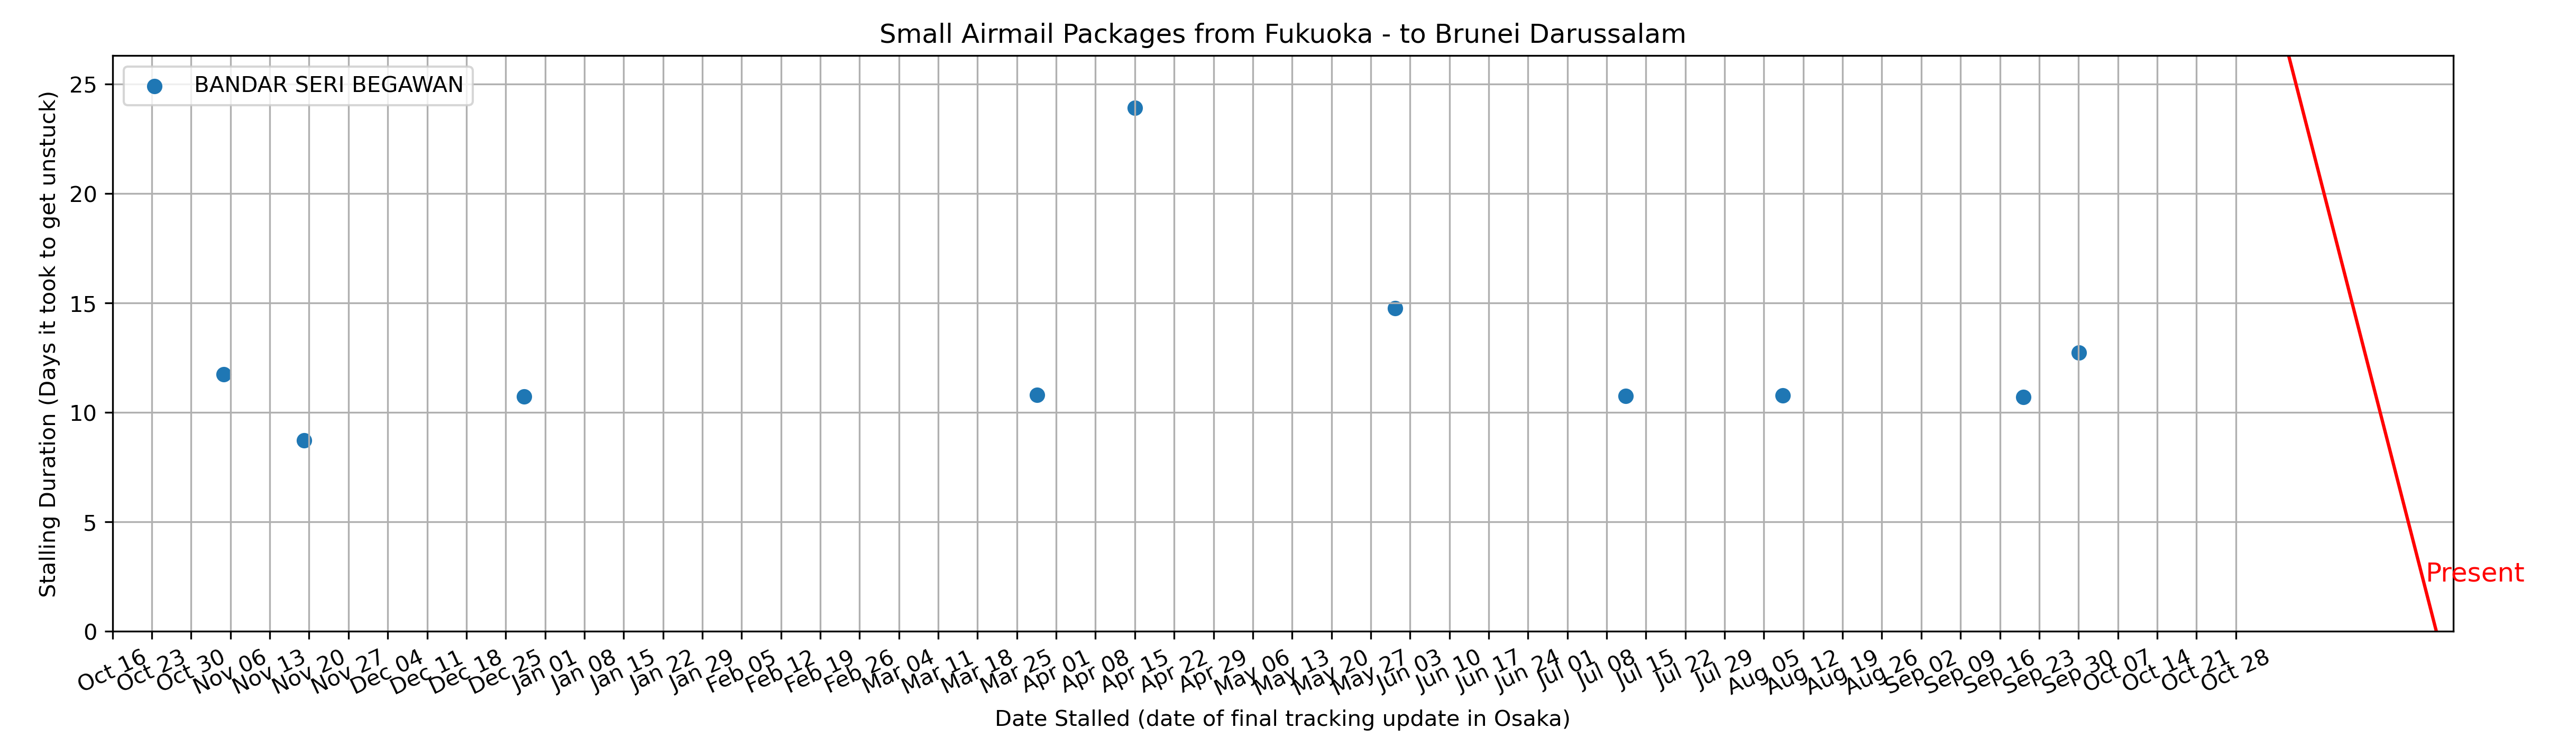 Small Airmail Packages from Fukuoka - to Brunei Darussalam
BANDAR SERI BEGAWAN
Stalling Duration (Days it took to get unstuck)
25
20
15
10
5
0
Present
Oct 16
Oct 23
Oct 30
Nov 06
Nov 13
Nov 20
Nov 27
Dec 04
Dec 11
Dec 18
Dec 25
Jan 01
Jan 08
Jan 15
Jan 22
Jan 29
Feb 05
Feb 12
Feb 19
Feb 26
Mar 04
Mar 11
Mar 18
Mar 25
Apr 01
Apr 08
Apr 15
Apr 22
Apr 29
May 06
May 13
May 20
May 27
Jun 03
Jun 10
Jun 17
Jun 24
Jul 01
Jul 08
Jul 15
Jul 22
Jul 29
Aug 05
Aug 12
Aug 19
Aug 26
Sep 02
Sep 09
Sep 16
Sep 23
Sep 30
Oct 07
Oct 14
Oct 21
Oct 28
Date Stalled (date of final tracking update in Osaka)